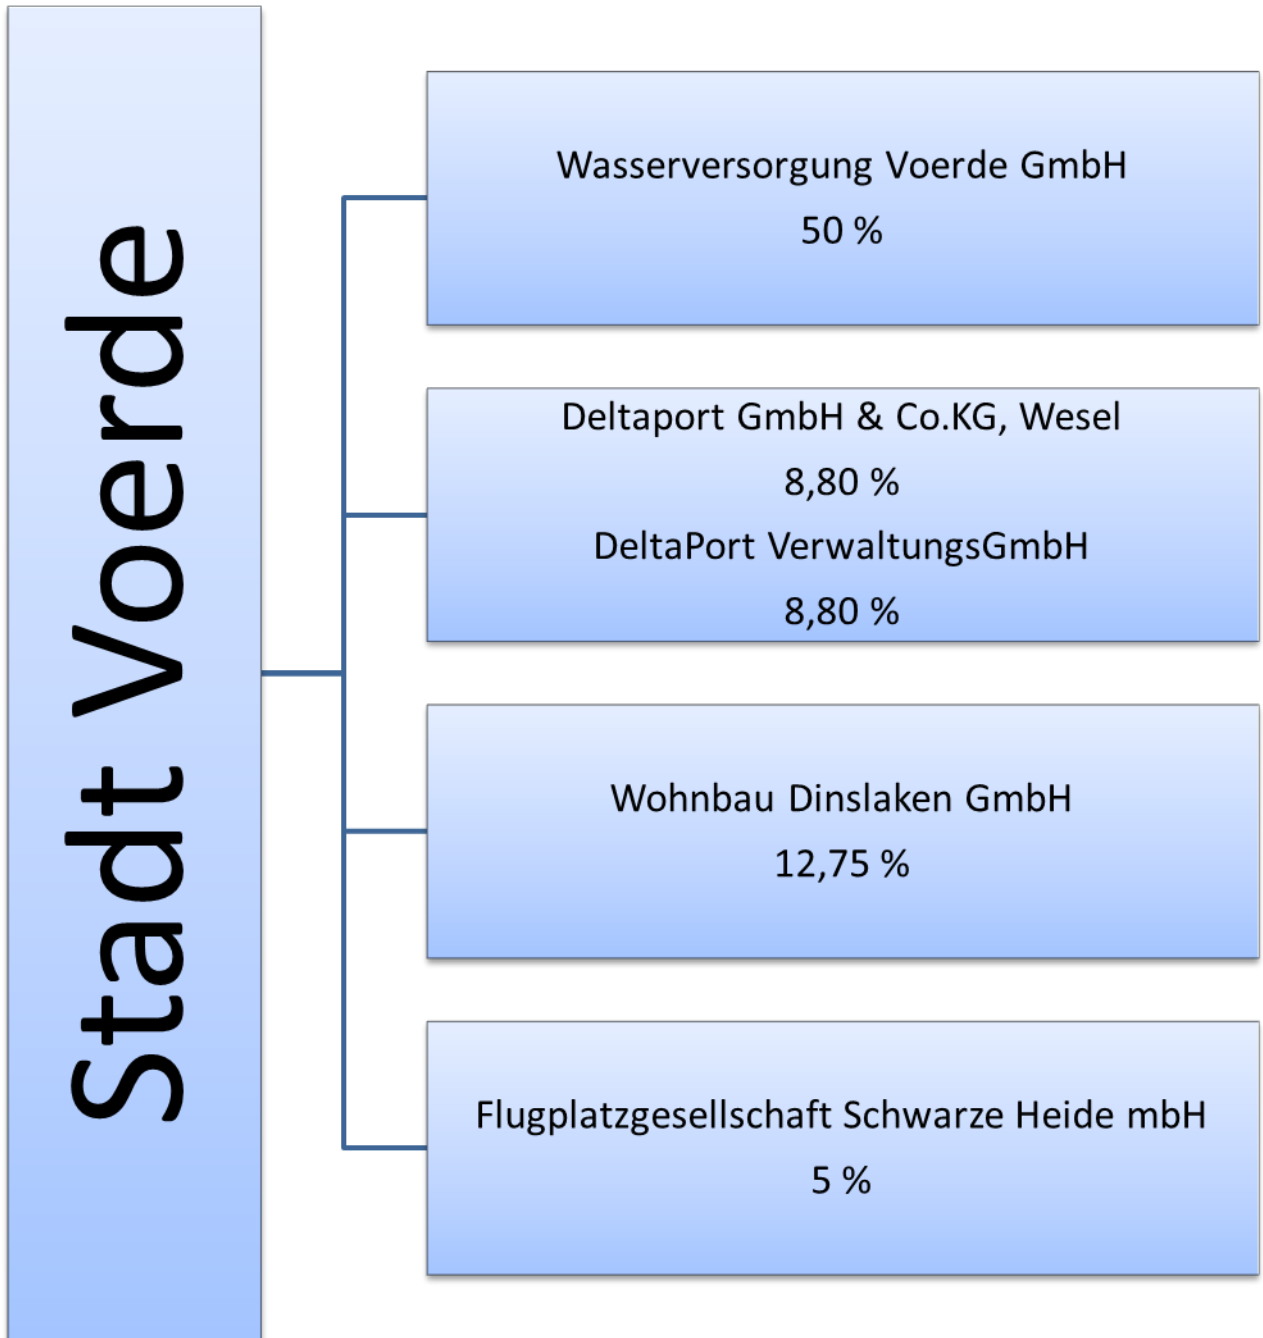 Stadt Voerde
Wasserversorgung Voerde GmbH
50 %
Deltaport GmbH & Co.KG, Wesel
8,80 %
DeltaPort VerwaltungsGmbH
8,80 %
Wohnbau Dinslaken GmbH
12,75 %
Flugplatzgesellschaft Schwarze Heide mbH
5 %